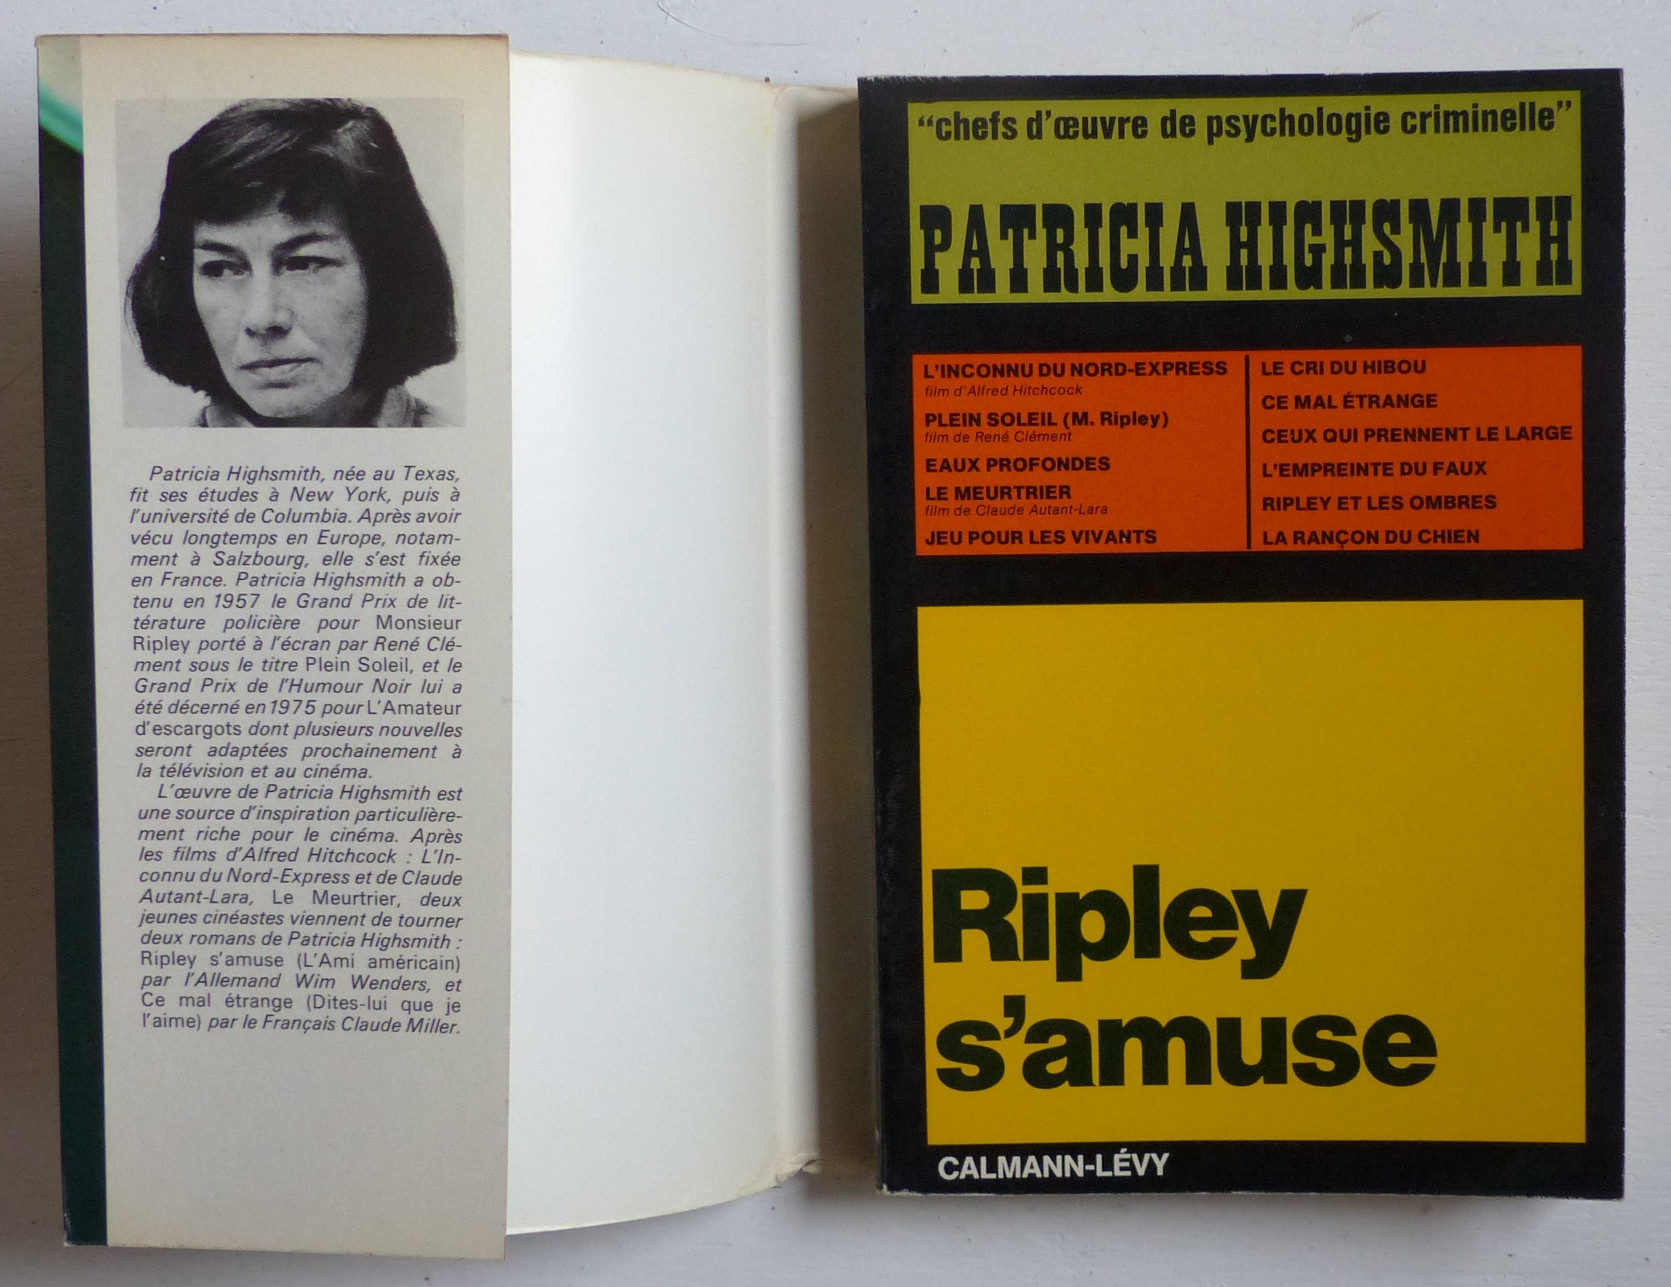 Patricia Highsmith, née au Texas,
fit ses études à New York, puis à
l'université de Columbia. Après avoir
vécu longtemps en Europe, notam-
ment à Salzbourg, elle s'est fixée
en France. Patricia Highsmith a ob-
tenu en 1957 le Grand Prix de lit-
térature policière pour Monsieur
Ripley porté à l'écran par René Clé-
ment sous le titre Plein Soleil, et le
Grand Prix de l'Humour Noir lui a
été décerné en 1975 pour L'Amateur
d'escargots dont plusieurs nouvelles
seront adaptées prochainement à
la télévision et au cinéma.
L'œuvre de Patricia Highsmith est
une source d'inspiration particulière-
ment riche pour le cinéma. Après
les films d'Alfred Hitchcock : L'In-
connu du Nord-Express et de Claude
Autant-Lara, Le Meurtrier, deux
jeunes cinéastes viennent de tourner
deux romans de Patricia Highsmith :
Ripley s'amuse (L'Ami américain)
par l'Allemand Wim Wenders, et
Ce mal étrange (Dites-lui que je
l'aime) par le Français Claude Miller.
“chefs d'œuvre de psychologie criminelle”
PATRICIA HIGHSMITH
L'INCONNU DU NORD-EXPRESS
film d'Alfred Hitchcock
PLEIN SOLEIL (M. Ripley)
film de René Clément
EAUX PROFONDES
LE MEURTRIER
film de Claude Autant-Lara
JEU POUR LES VIVANTS
LE CRI DU HIBOU
CE MAL ÉTRANGE
CEUX QUI PRENNENT LE LARGE
L'EMPREINTE DU FAUX
RIPLEY ET LES OMBRES
LA RANÇON DU CHIEN
Ripley
s'amuse
CALMANN-LÉVY